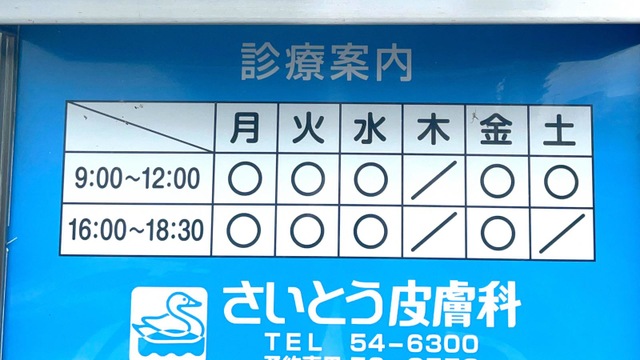 診療案内
月 火 水 木 金 土
9:00~12:00 ○ ○ ○ / ○ ○
16:00~18:30 ○ ○ ○ / ○ /
さいとう皮膚科
TEL 54-6300